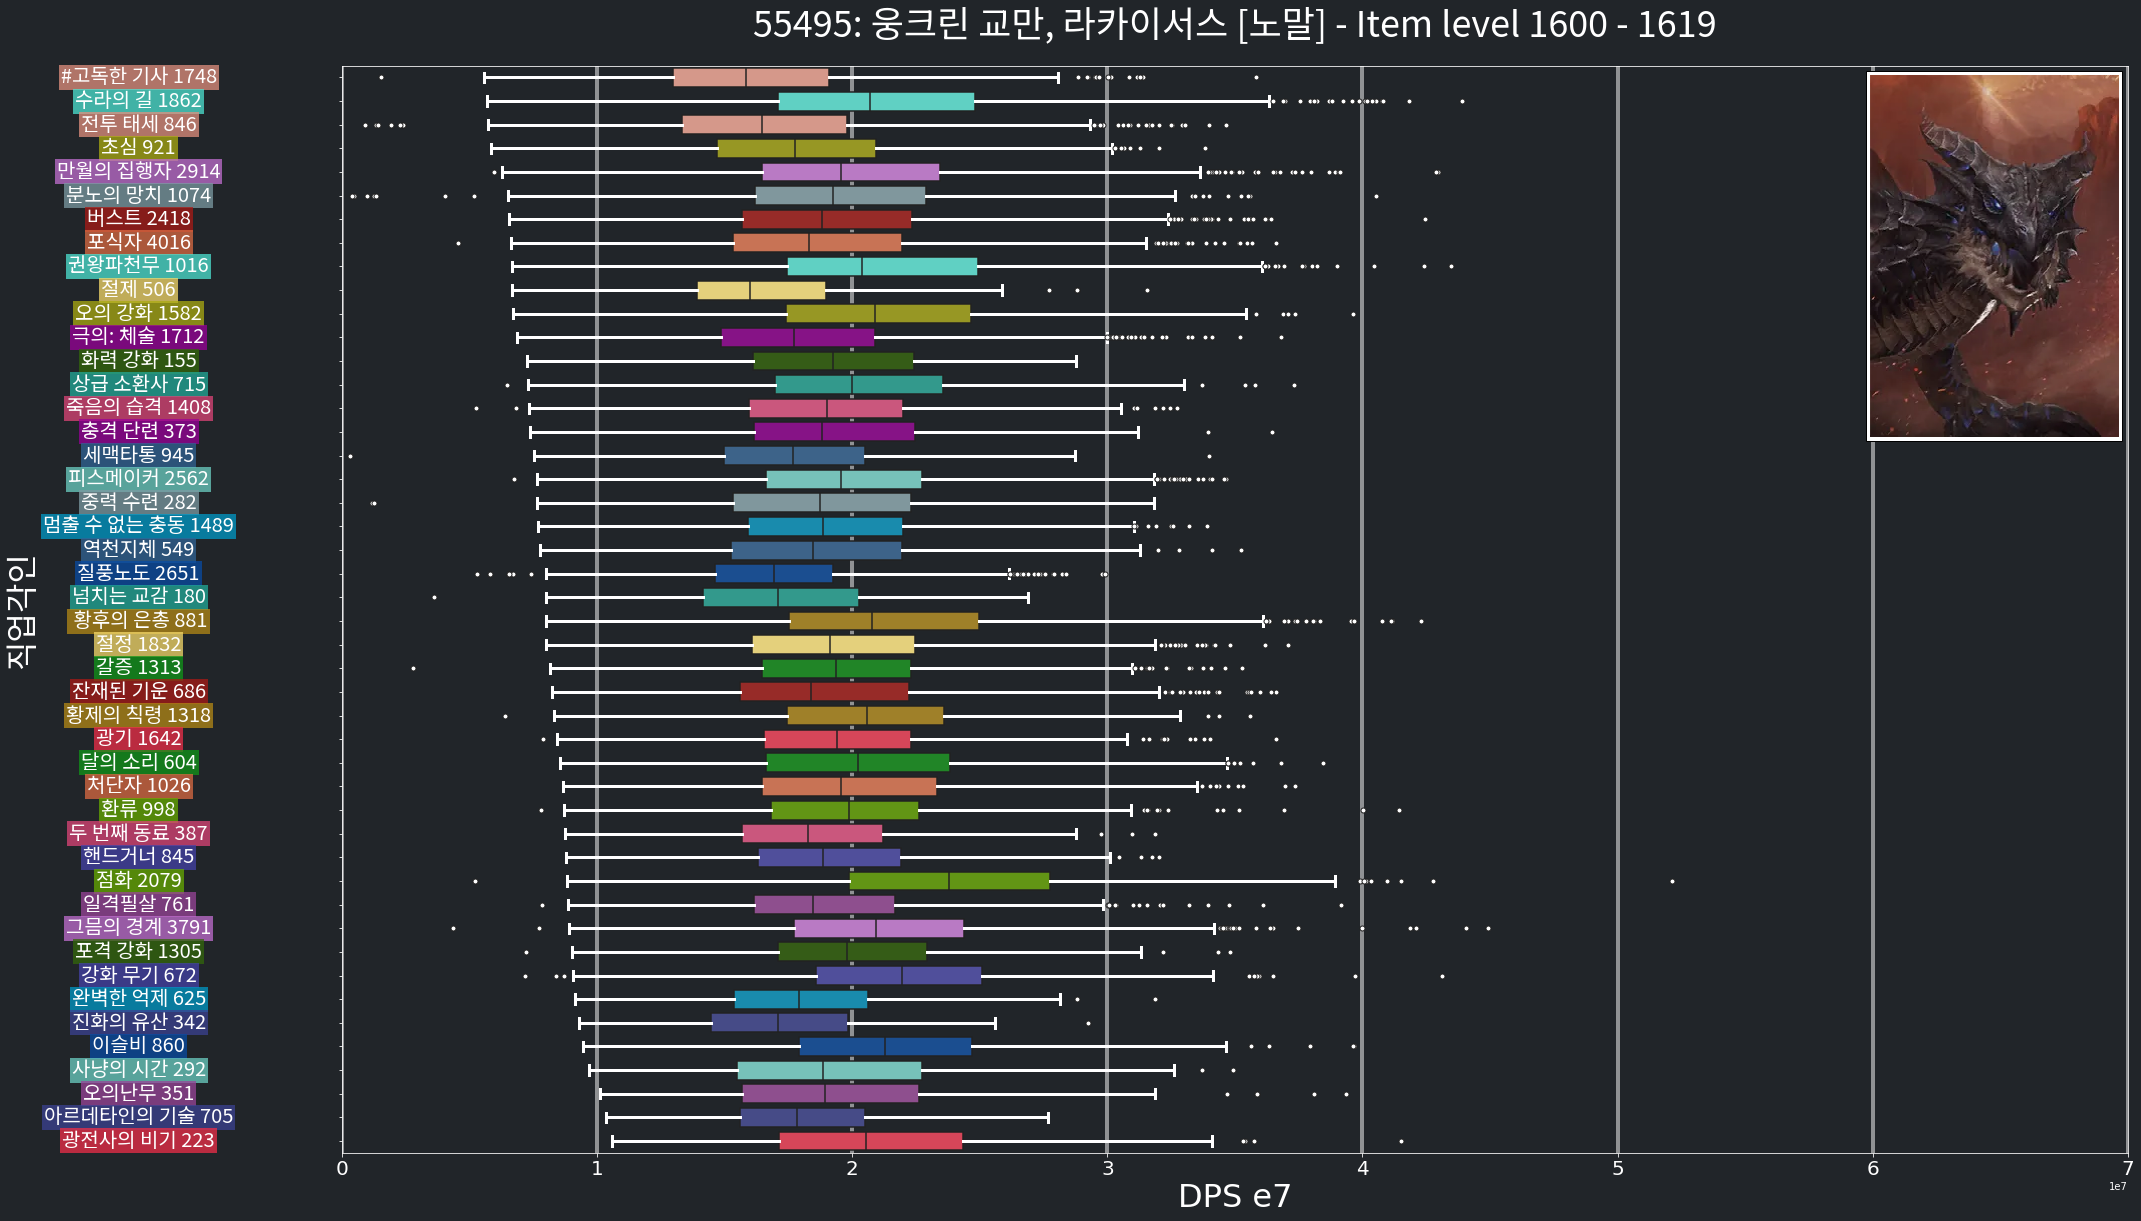 55495: 웅크린 교만, 라카이서스 [노말] - Item level 1600 - 1619
#고독한 기사 1748
수라의 길 1862
전투 태세 846
초심 921
만월의 집행자 2914
분노의 망치 1074
버스트 2418
포식자 4016
권왕파천무 1016
절제 506
오의 강화 1582
극의: 체술 1712
화력 강화 155
상급 소환사 715
죽음의 습격 1408
충격 단련 373
세맥타통 945
피스메이커 2562
중력 수련 282
멈출 수 없는 충동 1489
역천지체 549
질풍노도 2651
넘치는 교감 180
황후의 은총 881
절정 1832
갈증 1313
잔재된 기운 686
황제의 칙령 1318
광기 1642
달의 소리 604
처단자 1026
환류 998
두 번째 동료 387
핸드거너 845
점화 2079
일격필살 761
그믐의 경계 3791
포격 강화 1305
강화 무기 672
완벽한 억제 625
진화의 유산 342
이슬비 860
사냥의 시간 292
오의난무 351
아르데타인의 기술 705
광전사의 비기 223
직업각인
0 1 2 3 4 5 6 7
1e7
DPS e7